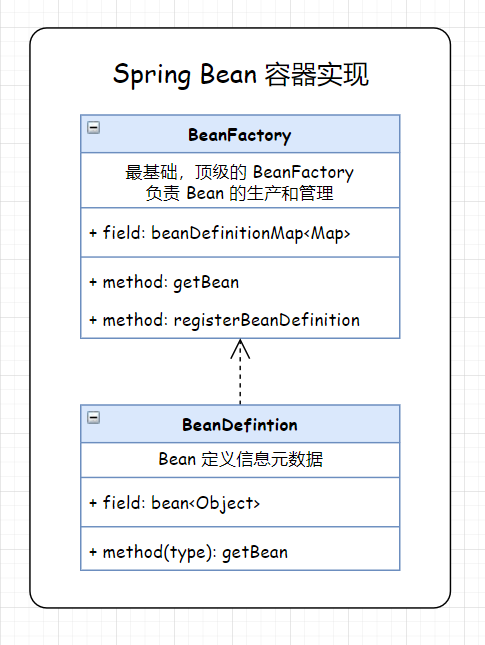 Spring Bean 容器实现
BeanFactory
最基础，顶级的 BeanFactory
负责 Bean 的生产和管理
+ field: beanDefinitionMap<Map>
+ method: getBean
+ method: registerBeanDefinition
BeanDefintion
Bean 定义信息元数据
+ field: bean<Object>
+ method(type): getBean